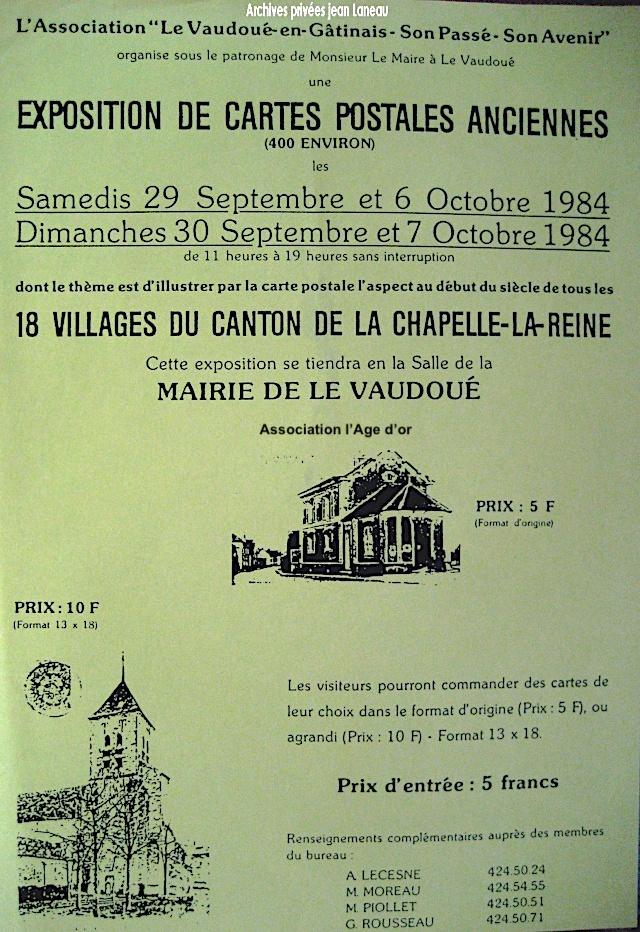 Archives privées jean Laneau
L'Association "Le Vaudoué-en-Gâtinais - Son Passé - Son Avenir"
organise sous le patronage de Monsieur Le Maire à Le Vaudoué
une
EXPOSITION DE CARTES POSTALES ANCIENNES
(400 ENVIRON)
les
Samedis 29 Septembre et 6 Octobre 1984
Dimanches 30 Septembre et 7 Octobre 1984
de 11 heures à 19 heures sans interruption
dont le thème est d'illustrer par la carte postale l'aspect au début du siècle de tous les
18 VILLAGES DU CANTON DE LA CHAPELLE-LA-REINE
Cette exposition se tiendra en la Salle de la
MAIRIE DE LE VAUDOUÉ
Association l'Age d'or
PRIX : 5 F
(Format d'origine)
PRIX : 10 F
(Format 13 x 18)
Les visiteurs pourront commander des cartes de
leur choix dans le format d'origine (Prix : 5 F), ou
agrandi (Prix : 10 F) - Format 13 x 18.
Prix d'entrée : 5 francs
Renseignements complémentaires auprès des membres
du bureau :
A. LECESNE 424.50.24
M. MOREAU 424.54.55
M. PIOLLET 424.50.51
G. ROUSSEAU 424.50.71